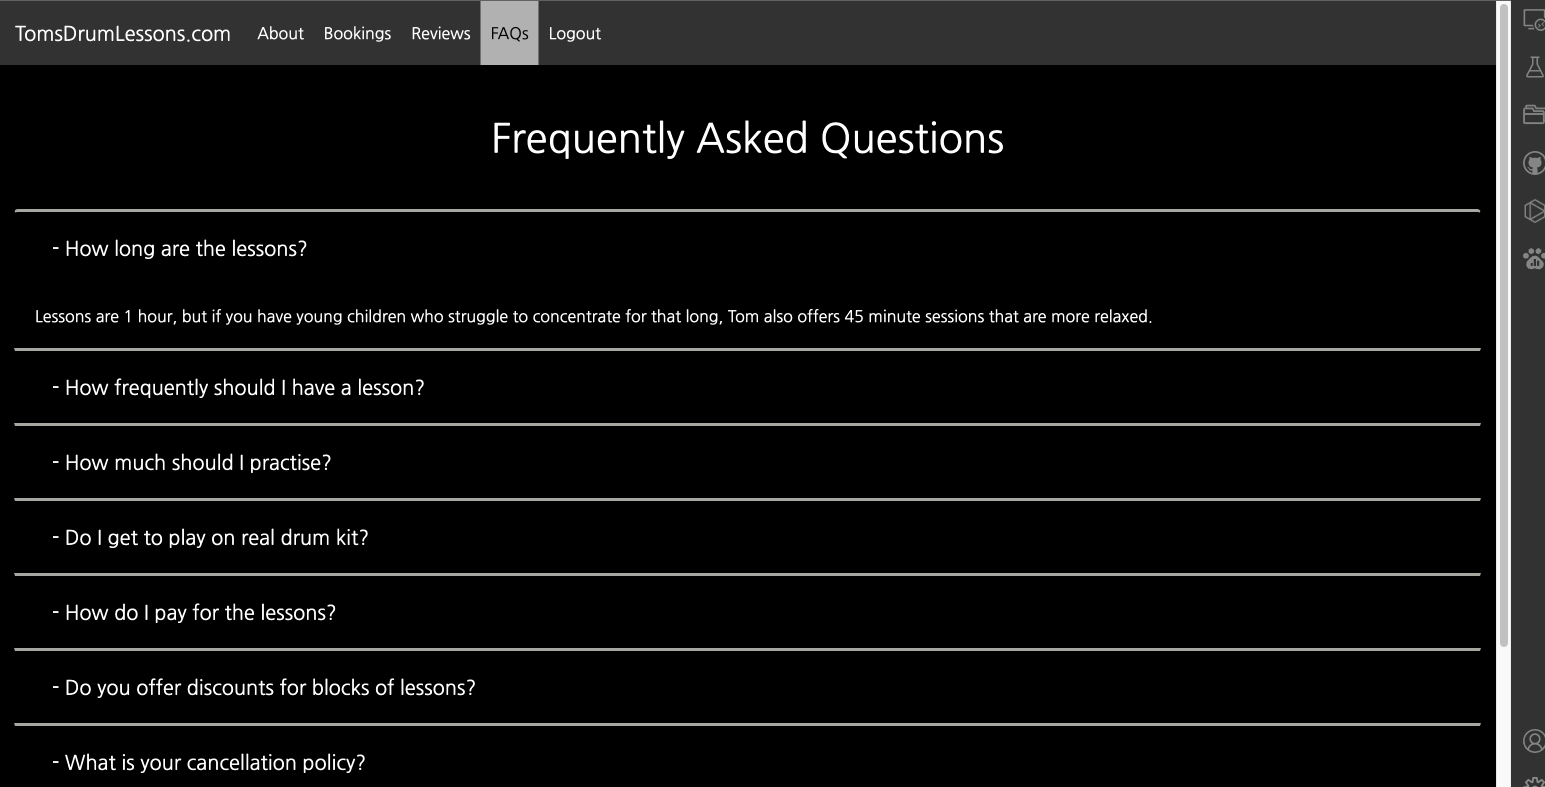 TomsDrumLessons.com About Bookings Reviews FAQs Logout
Frequently Asked Questions
- How long are the lessons?
Lessons are 1 hour, but if you have young children who struggle to concentrate for that long, Tom also offers 45 minute sessions that are more relaxed.
- How frequently should I have a lesson?
- How much should I practise?
- Do I get to play on real drum kit?
- How do I pay for the lessons?
- Do you offer discounts for blocks of lessons?
- What is your cancellation policy?